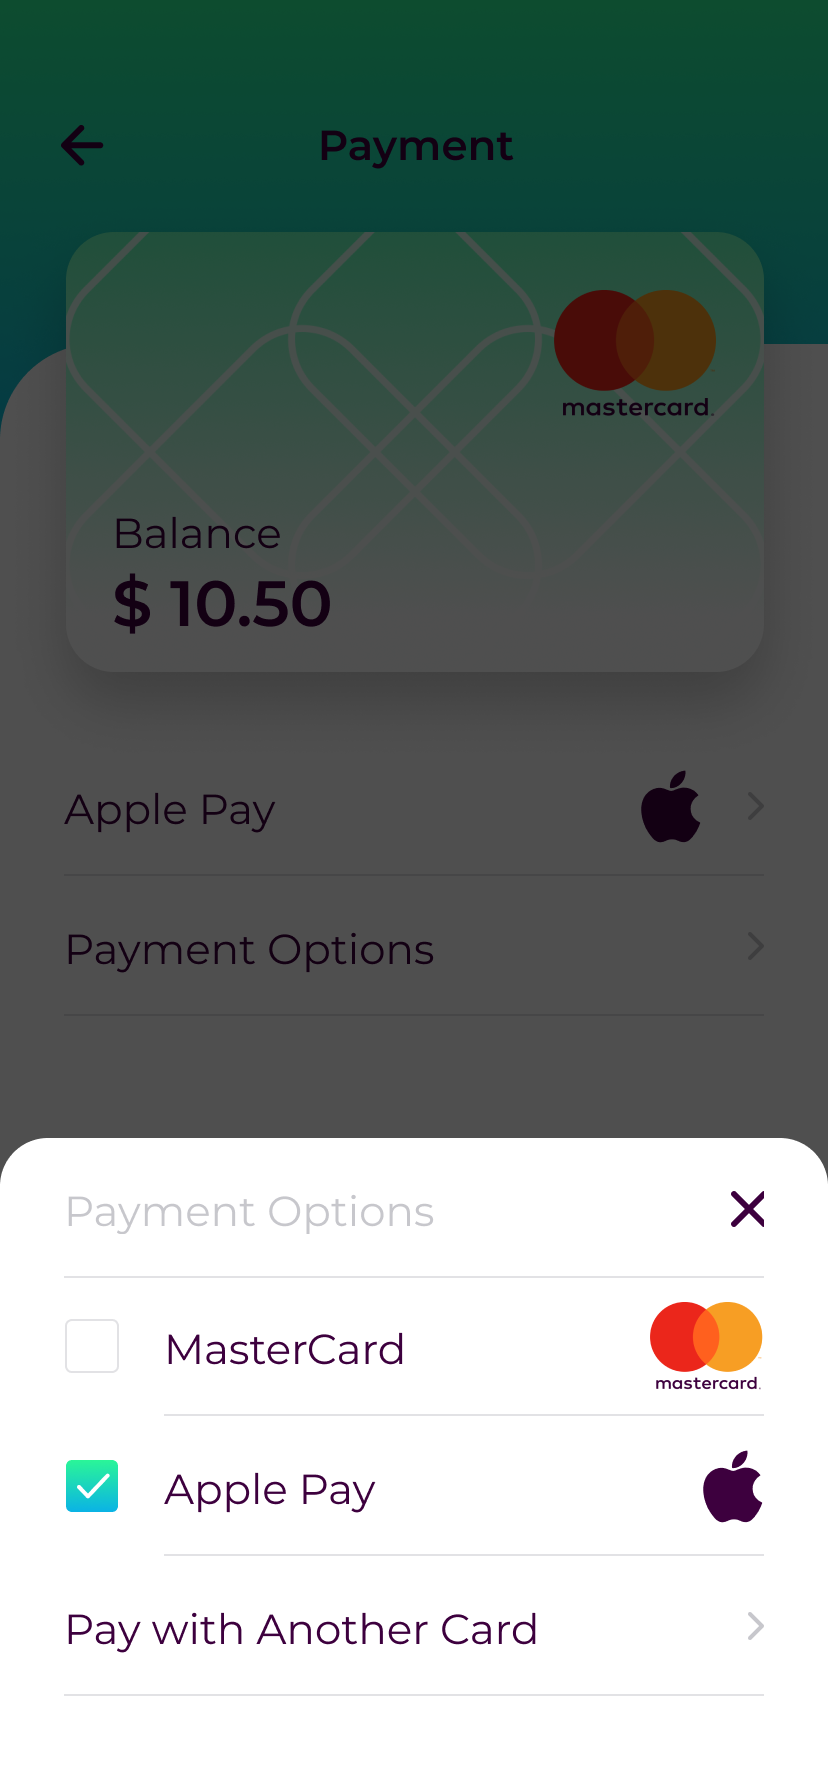 Payment
mastercard.
Balance
$ 10.50
Apple Pay
Payment Options
Payment Options
MasterCard
mastercard.
Apple Pay
Pay with Another Card